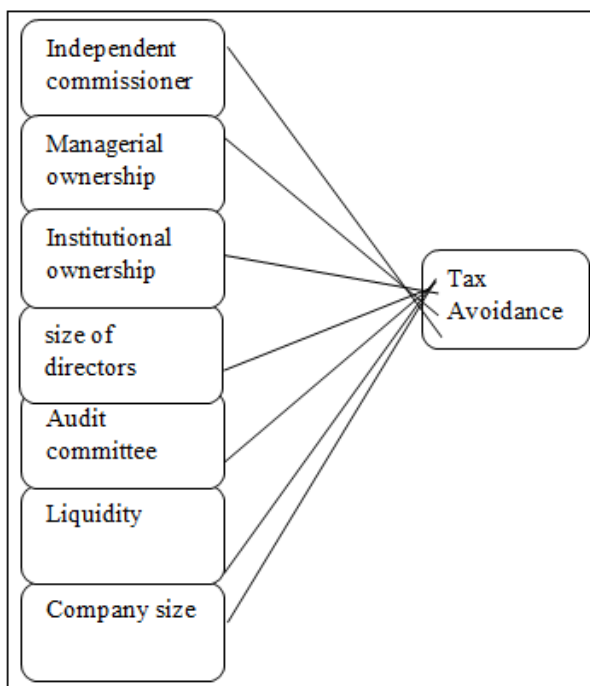 Independent
commissioner
Managerial
ownership
Institutional
ownership
size of
directors
Audit
committee
Liquidity
Company size
Tax
Avoidance